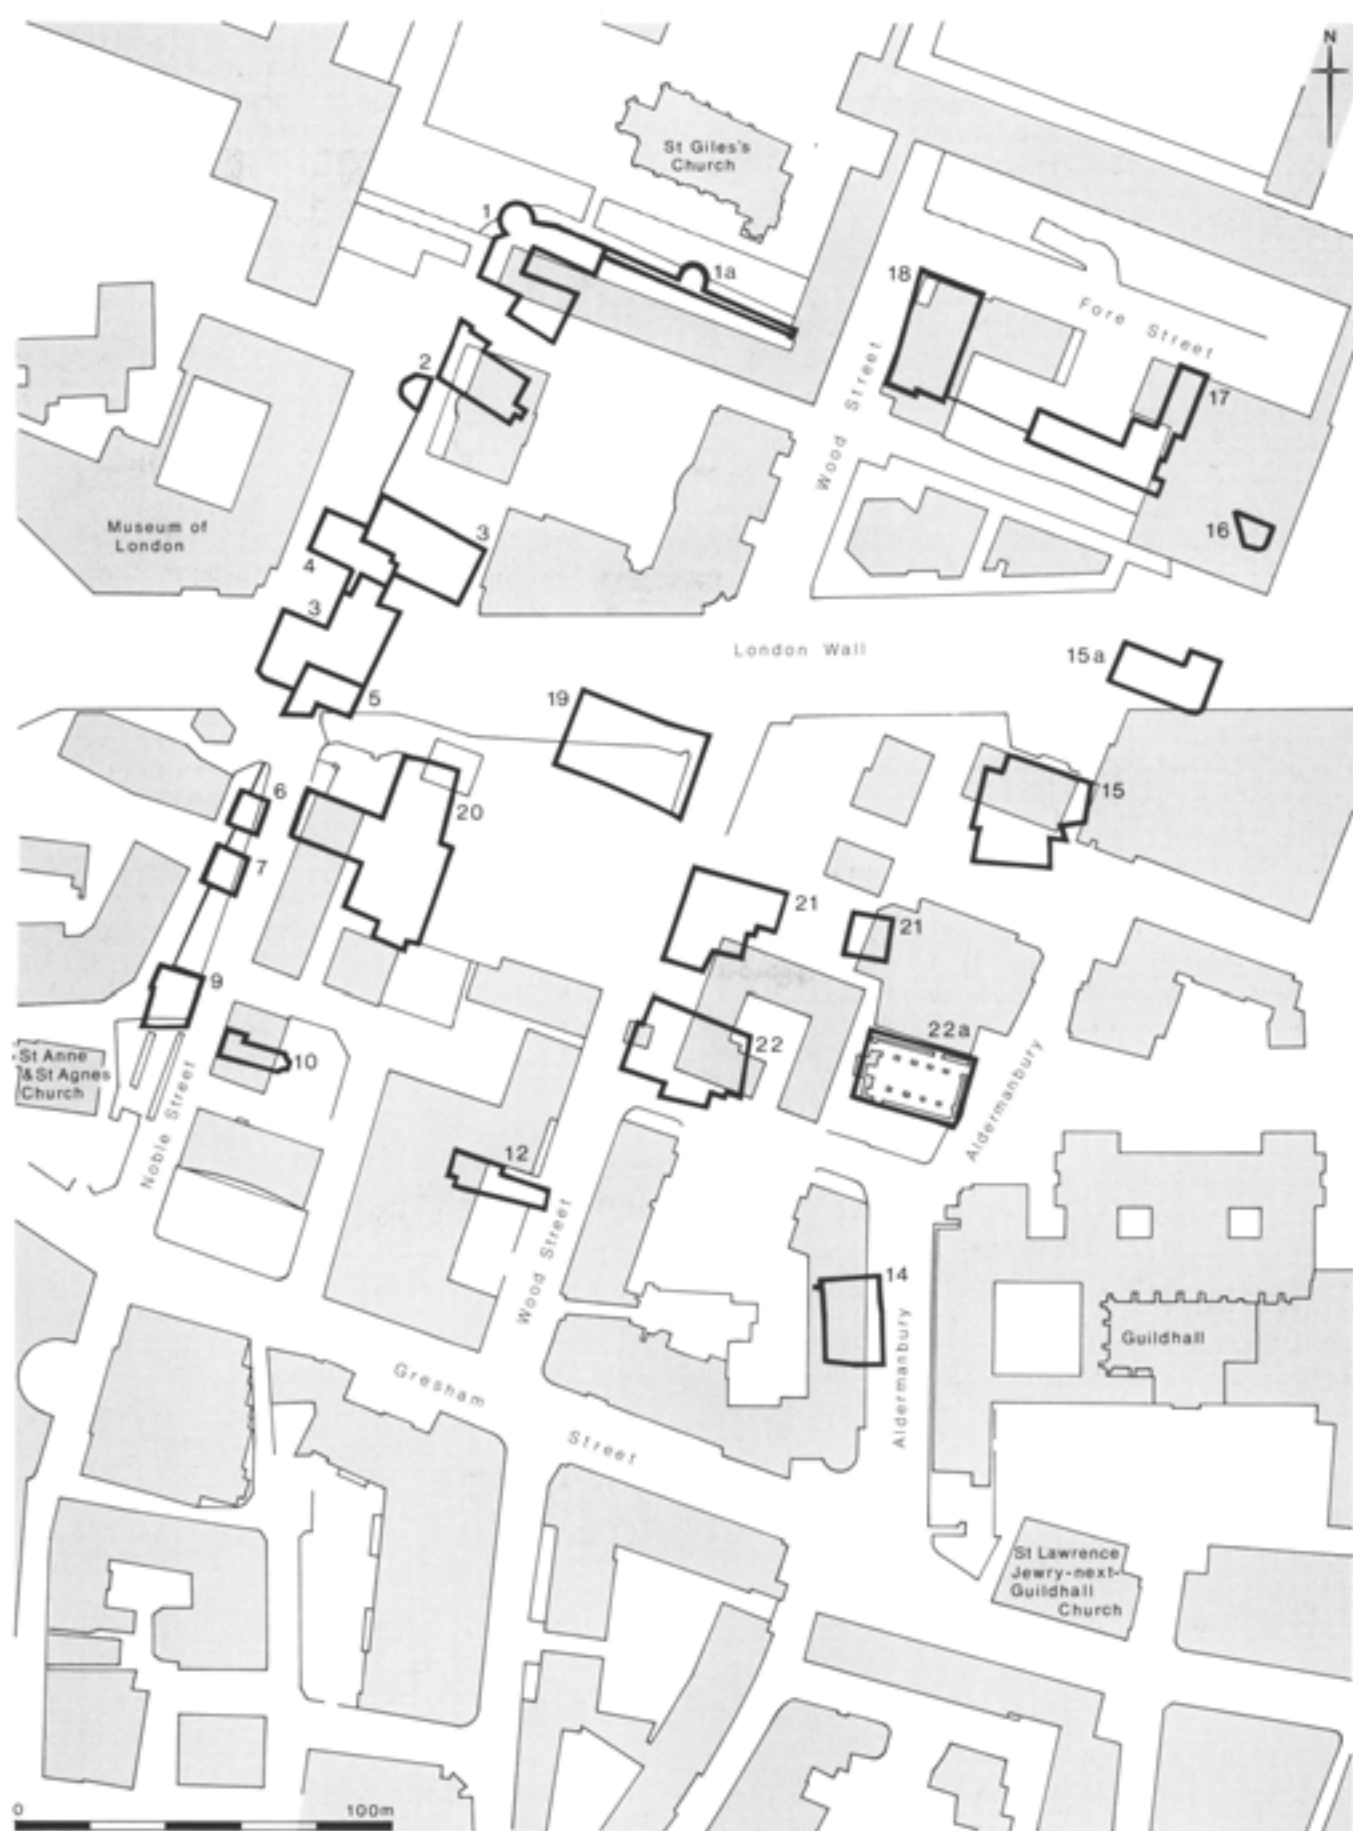 N
St Giles's
Church
1
1a
18
Fore Street
2
17
Wood Street
Museum of
London
3
16
4
3
London Wall
15a
5
19
6
20
15
7
21
21
9
22a
22
St Anne
&St Agnes
Church
10
Noble Street
Aldermanbury
12
Wood Street
14
Guildhall
Aldermanbury
Gresham
Street
St Lawrence
Jewry-next-
Guildhall
Church
0
100m